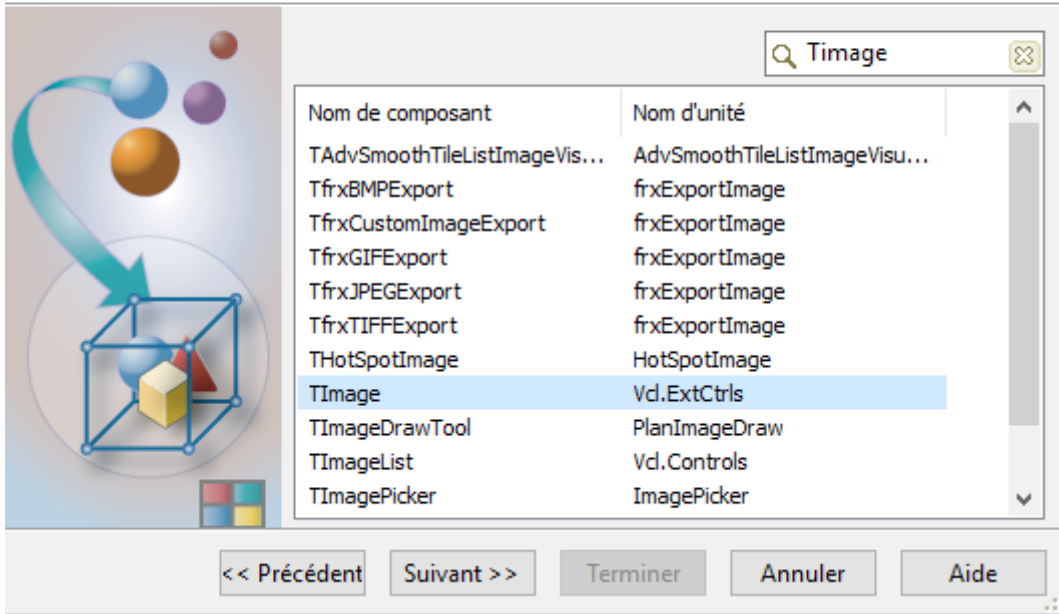 Timage
Nom de composant Nom d'unité
TAdvSmoothTileListImageVis... AdvSmoothTileListImageVisu...
TfrxBMPExport frxExportImage
TfrxCustomImageExport frxExportImage
TfrxGIFExport frxExportImage
TfrxJPEGExport frxExportImage
TfrxTIFFExport frxExportImage
THotSpotImage HotSpotImage
TImage Vcl.ExtCtrls
TImageDrawTool PlanImageDraw
TImageList Vcl.Controls
TImagePicker ImagePicker
<< Précédent Suivant >> Terminer Annuler Aide